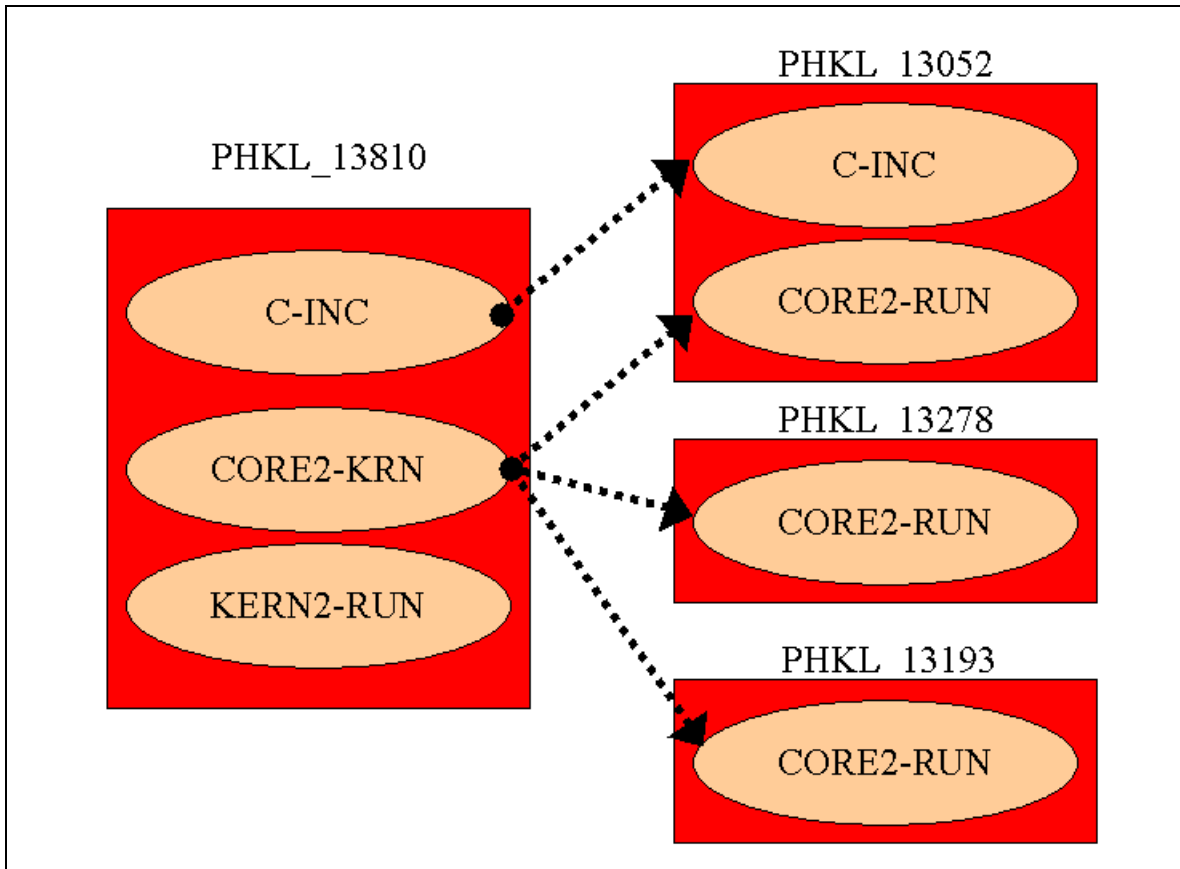 PHKL_13810
C-INC
CORE2-KRN
KERN2-RUN
PHKL_13052
C-INC
CORE2-RUN
PHKL_13278
CORE2-RUN
PHKL_13193
CORE2-RUN